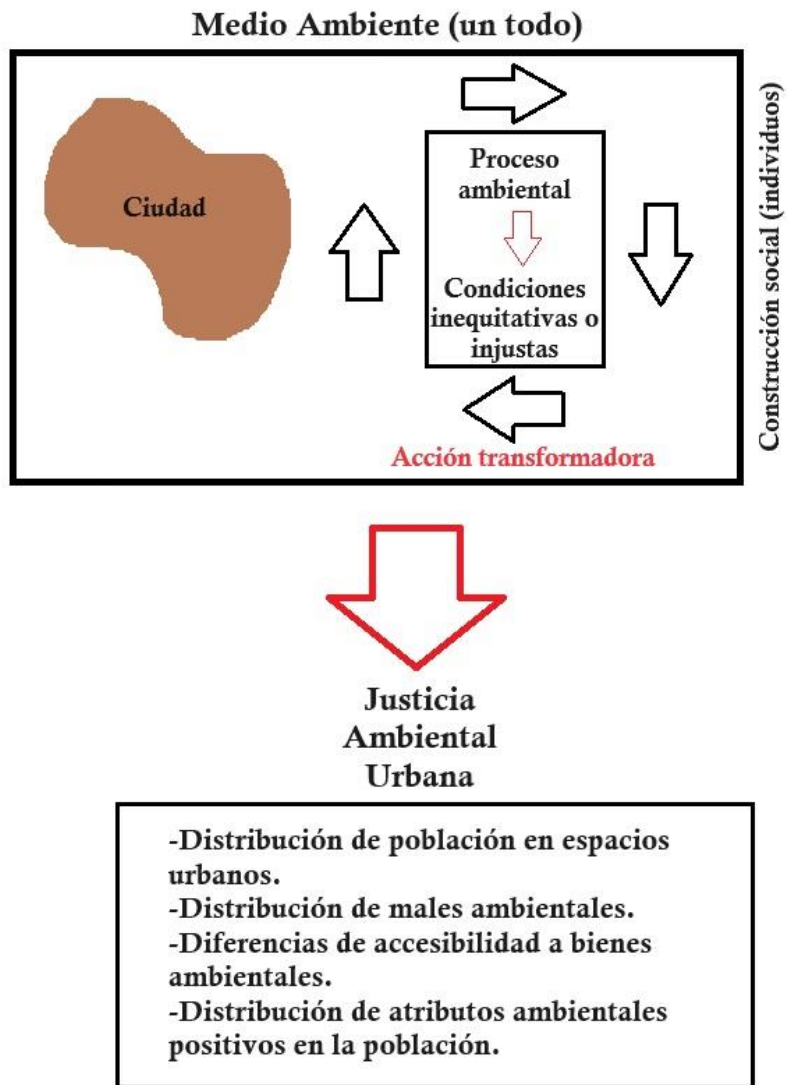 Medio Ambiente (un todo)
Ciudad
Proceso
ambiental
Condiciones
inequitativas o
injustas
Acción transformadora
Construcción social (individuos)
Justicia
Ambiental
Urbana
-Distribución de población en espacios
urbanos.
-Distribución de males ambientales.
-Diferencias de accesibilidad a bienes
ambientales.
-Distribución de atributos ambientales
positivos en la población.